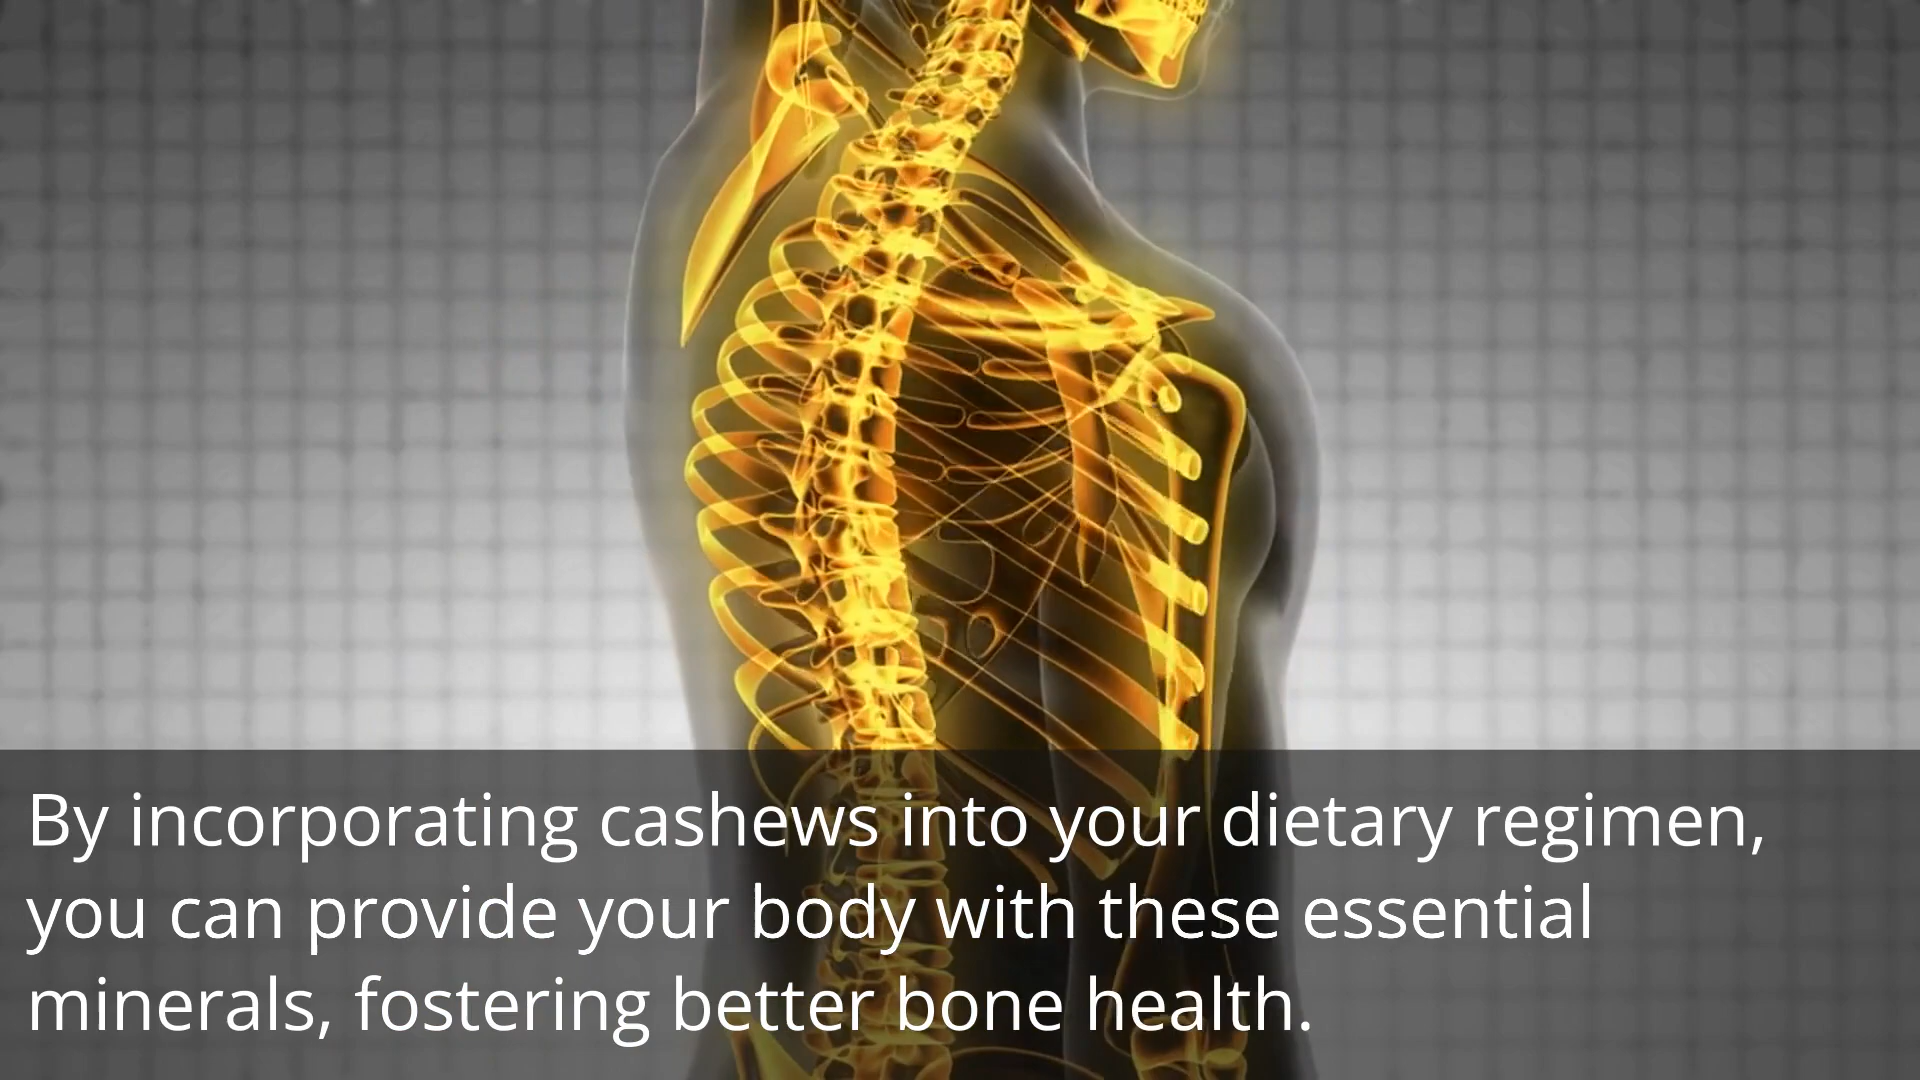 By incorporating cashews into your dietary regimen,
you can provide your body with these essential
minerals, fostering better bone health.